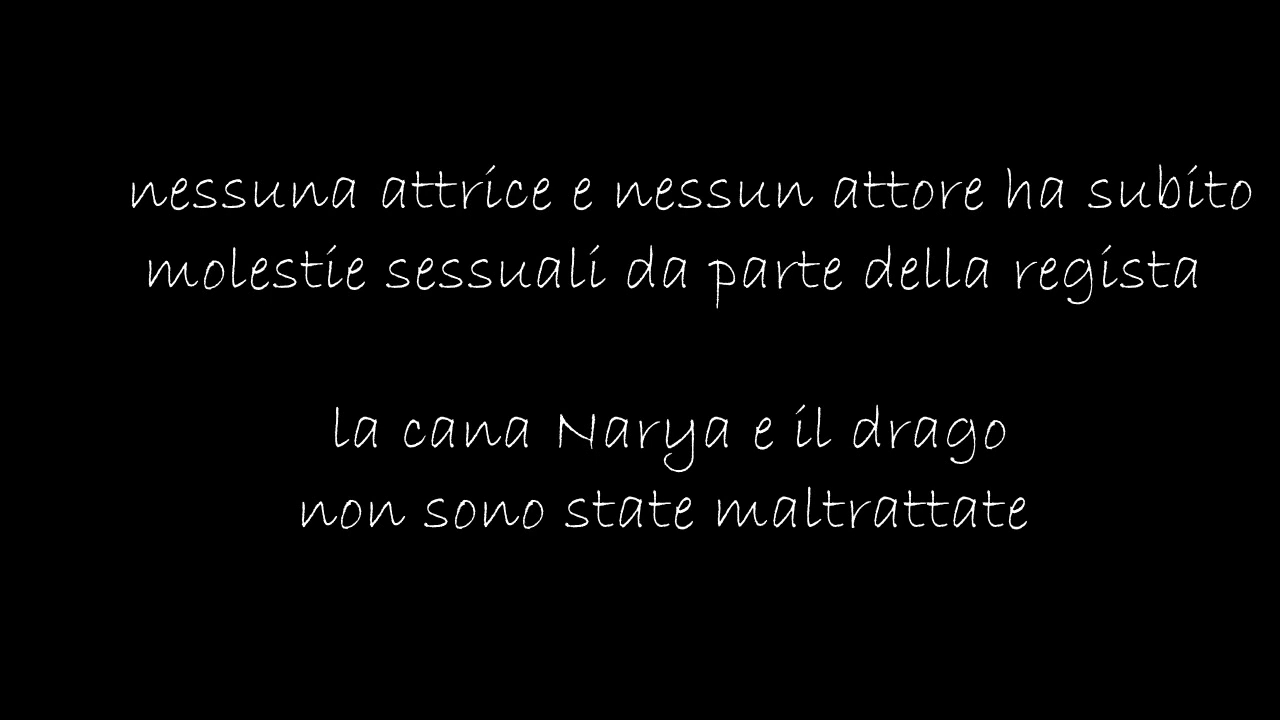 nessuna attrice e nessun attore ha subito
molestie sessuali da parte della regista
la cana Narya e il drago
non sono state maltrattate